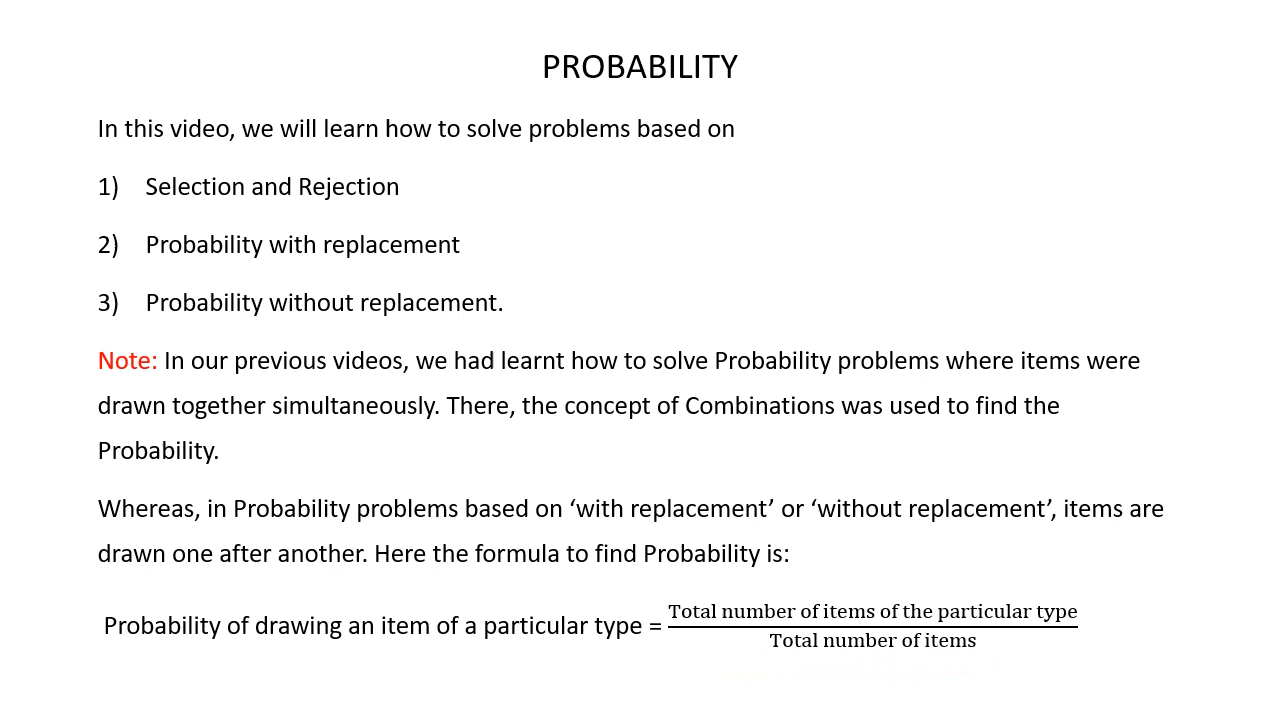 PROBABILITY
In this video, we will learn how to solve problems based on
1) Selection and Rejection
2) Probability with replacement
3) Probability without replacement.
Note: In our previous videos, we had learnt how to solve Probability problems where items were
drawn together simultaneously. There, the concept of Combinations was used to find the
Probability.
Whereas, in Probability problems based on ‘with replacement’ or ‘without replacement’, items are
drawn one after another. Here the formula to find Probability is:
Probability of drawing an item of a particular type = Total number of items of the particular type
Total number of items